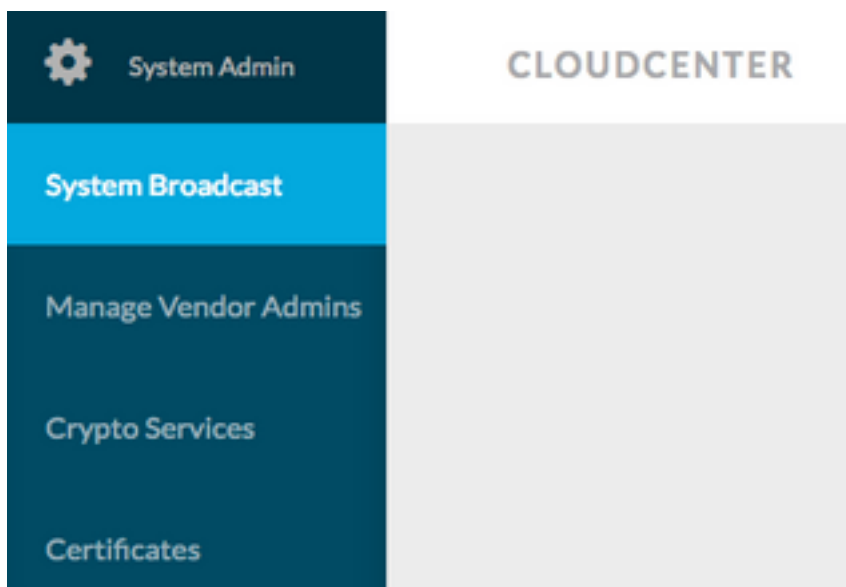 System Admin
CLOUDCENTER
System Broadcast
Manage Vendor Admins
Crypto Services
Certificates